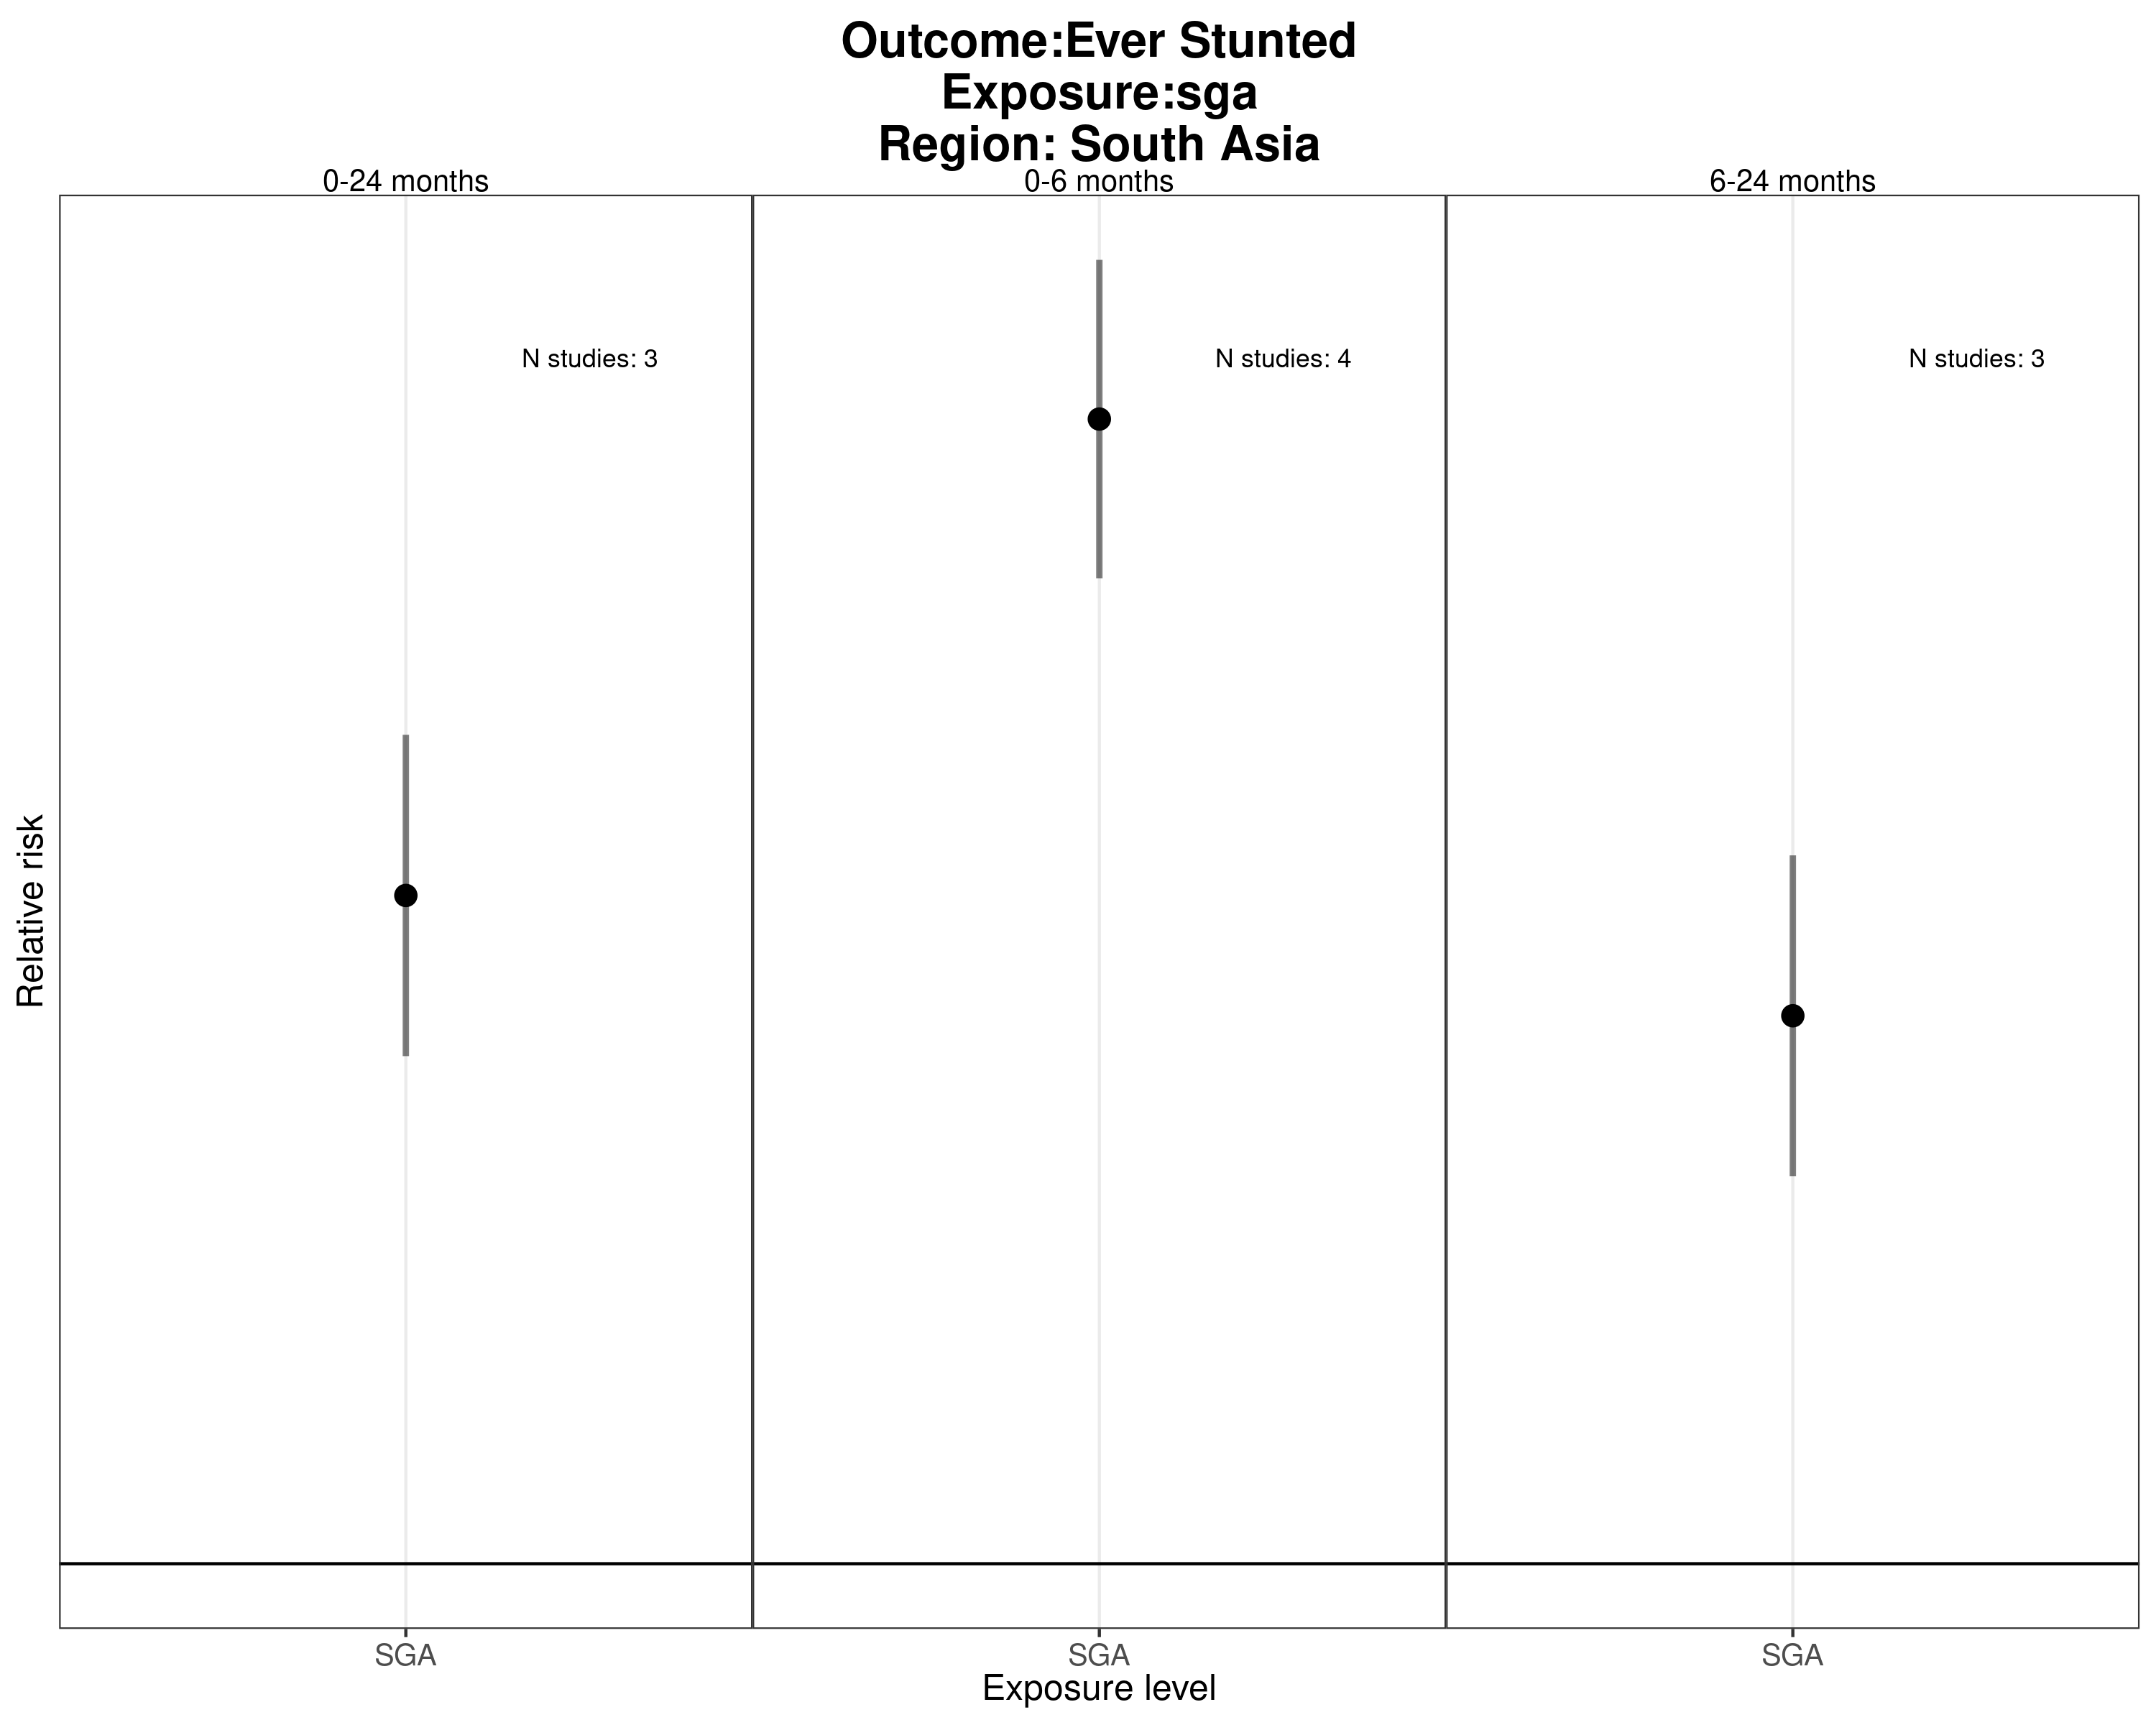 Outcome:Ever Stunted
Exposure:sga
Region: South Asia
0-24 months
0-6 months
6-24 months
N studies: 3
N studies: 4
N studies: 3
Relative risk
SGA
SGA
SGA
Exposure level